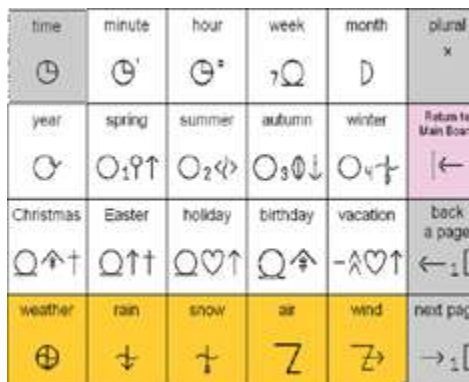 time minute hour week month plural
year spring summer autumn winter Return to
Main Board
Christmas Easter holiday birthday vacation back
a page
weather rain snow air wind next page